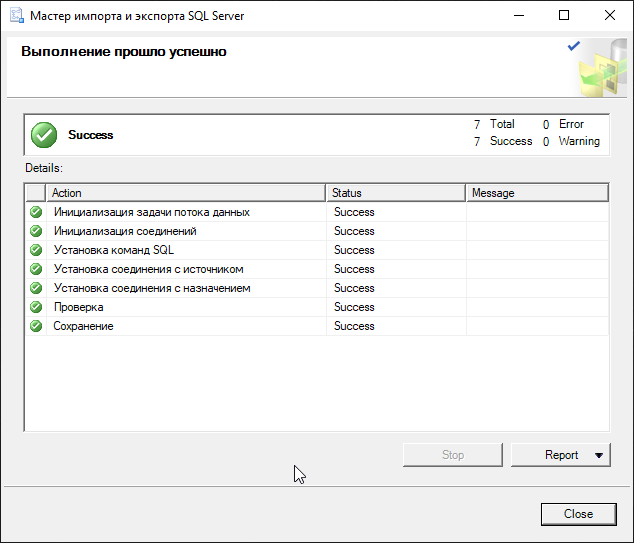 Мастер импорта и экспорта SQL Server
Выполнение прошло успешно
Success
7 Total 0 Error
7 Success 0 Warning
Details:
Action Status Message
Инициализация задачи потока данных Success
Инициализация соединений Success
Установка команд SQL Success
Установка соединения с источником Success
Установка соединения с назначением Success
Проверка Success
Сохранение Success
Stop Report
Close